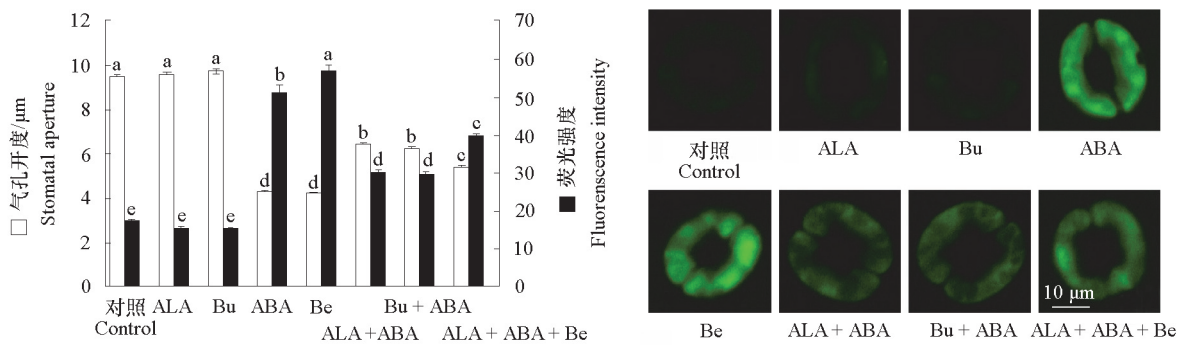 12
10
8
6
4
2
0
气孔开度/μm
Stomatal aperture
a
e
a
e
a
e
d
b
d
a
b
d
b
d
c
c
70
60
50
40
30
20
10
0
荧光强度
Fluorenscence intensity
对照
Control
ALA
Bu
ABA
Be
Bu + ABA
ALA +ABA
ALA + ABA + Be
对照
Control
ALA
Bu
ABA
10 μm
Be
ALA + ABA
Bu + ABA
ALA + ABA + Be